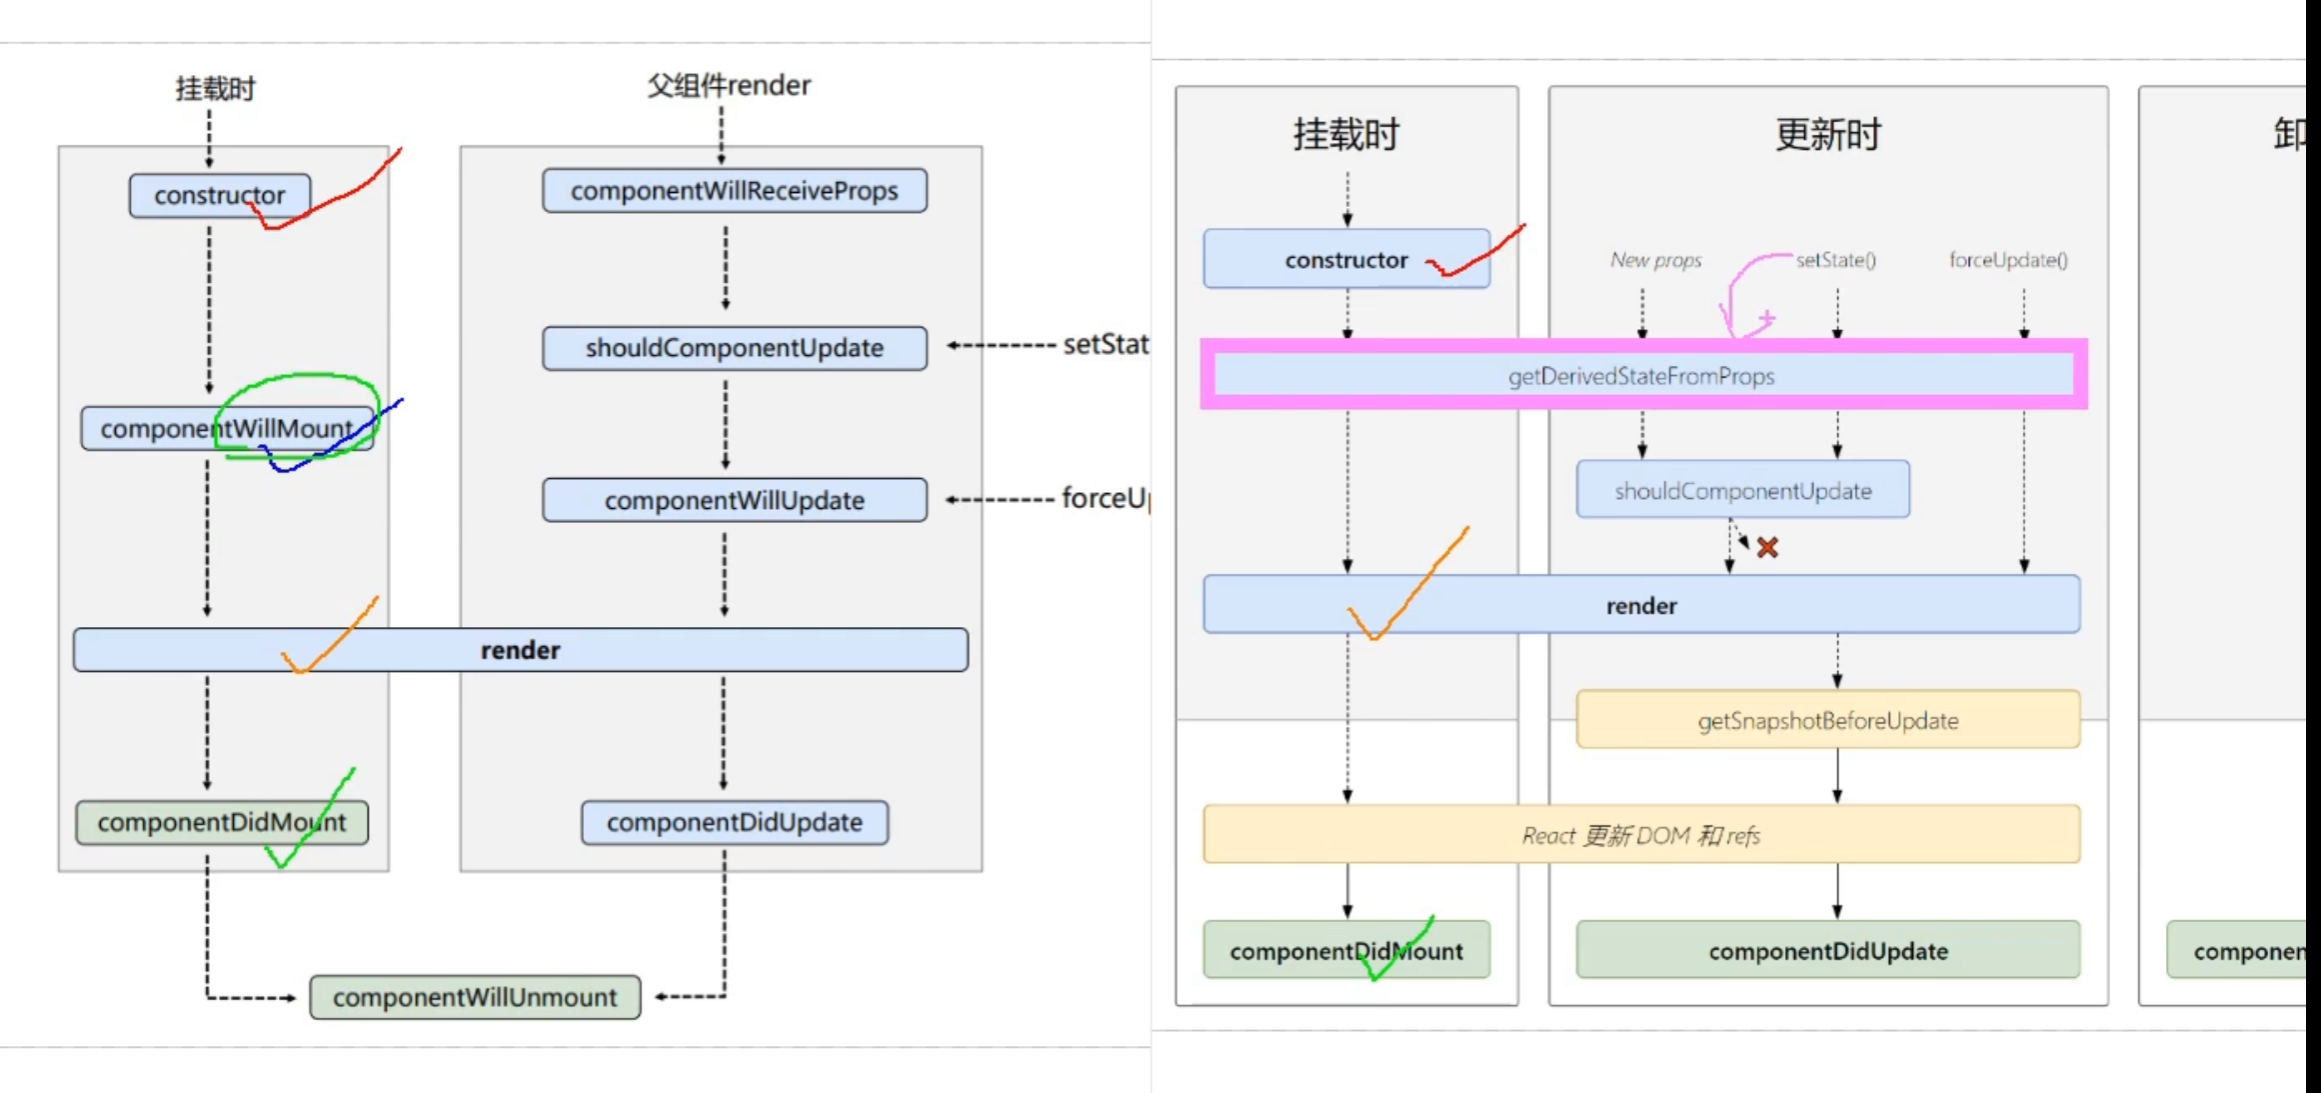 挂载时
父组件render
constructor
componentWillReceiveProps
shouldComponentUpdate
setStat
componentWillMount
componentWillUpdate
forceU
render
componentDidMount
componentDidUpdate
componentWillUnmount
挂载时
更新时
卸
constructor
New props
setState()
forceUpdate()
getDerivedStateFromProps
shouldComponentUpdate
render
getSnapshotBeforeUpdate
React 更新 DOM 和 refs
componentDidMount
componentDidUpdate
componen